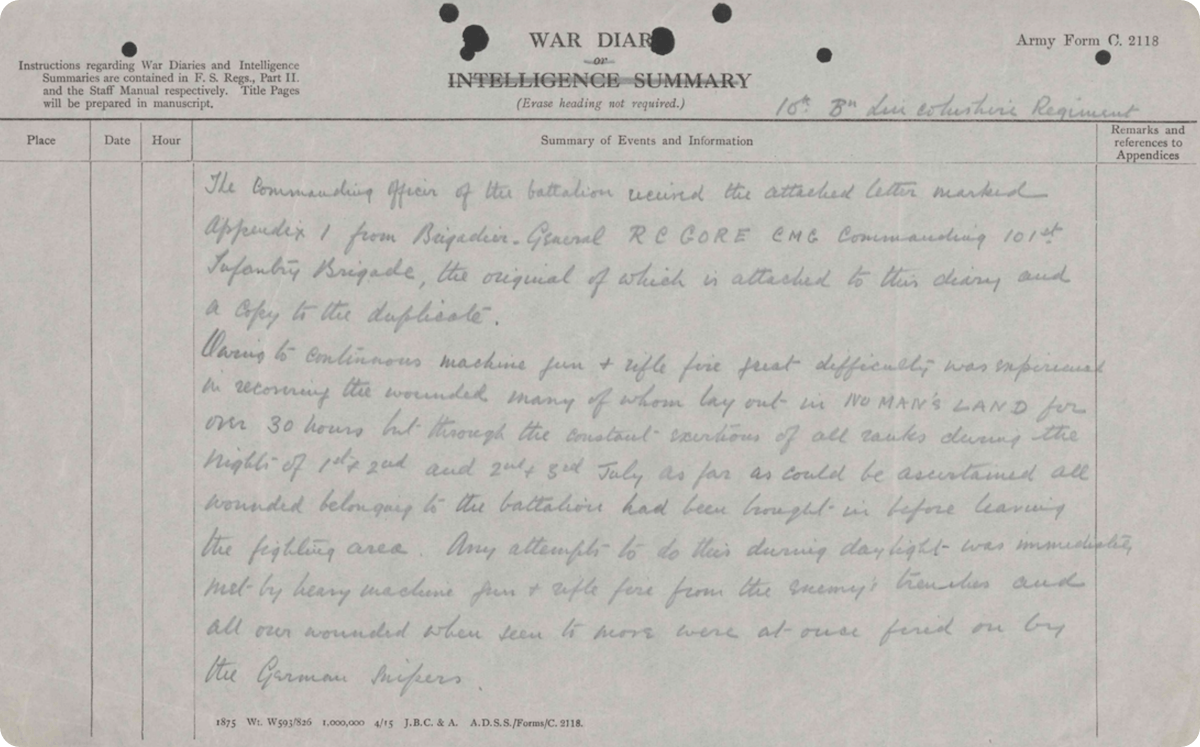 WAR DIARY
or
INTELLIGENCE SUMMARY
(Erase heading not required.)
Army Form C. 2118
Instructions regarding War Diaries and Intelligence
Summaries are contained in F. S. Regs., Part II.
and the Staff Manual respectively. Title Pages
will be prepared in manuscript.
10th Bn Lincolnshire Regiment
Place Date Hour Summary of Events and Information Remarks and references to Appendices
The Commanding Officer of the battalion received the attached letter marked
Appendix 1 from Brigadier-General R C GORE CMG Commanding 101st
Infantry Brigade, the original of which is attached to this diary and
a copy to the duplicate.
Owing to continuous machine gun + rifle fire great difficulty was experienced
in recovering the wounded many of whom lay out in NO MAN'S LAND for
over 30 hours but through the constant exertions of all ranks during the
nights of 1st + 2nd and 2nd + 3rd July as far as could be ascertained all
wounded belonging to the battalion had been brought in before leaving
the fighting area. Any attempts to do this during daylight was immediately
met by heavy machine gun + rifle fire from the enemy's trenches and
all our wounded when seen to move were at once fired on by
the German snipers.
1875 Wt. W593/826 1,000,000 4/15 J.B.C. & A. A.D.S.S./Forms/C. 2118.